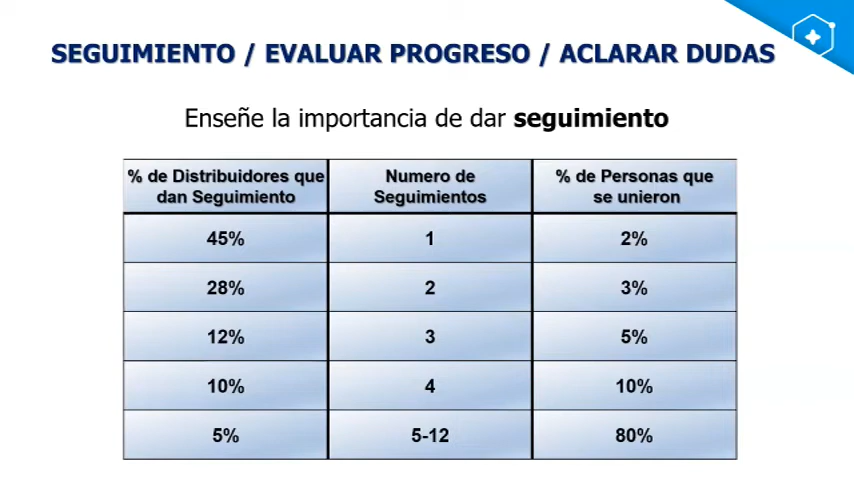 SEGUIMIENTO / EVALUAR PROGRESO / ACLARAR DUDAS
Enseñe la importancia de dar seguimiento
% de Distribuidores que dan Seguimiento
Numero de Seguimientos
% de Personas que se unieron
45% 1 2%
28% 2 3%
12% 3 5%
10% 4 10%
5% 5-12 80%